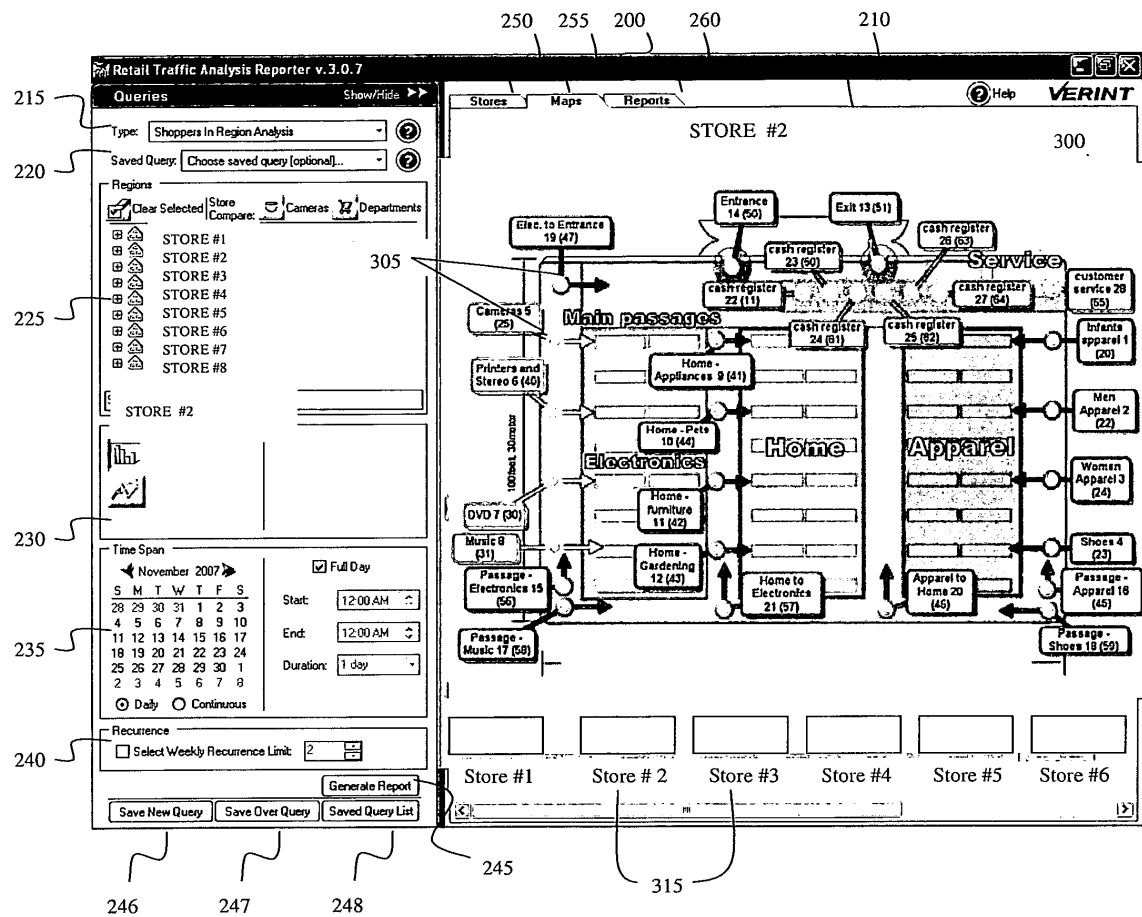 250 255 200 260 210
Retail Traffic Analysis Reporter v.3.0.7
Queries Show/Hide
Stores Maps Reports Help VERINT
215
Type: Shoppers In Region Analysis
STORE #2
300
220
Saved Query: Choose saved query [optional]...
Regions
Clear Selected Store Compare: Cameras Departments
STORE #1
STORE #2
STORE #3
STORE #4
STORE #5
STORE #6
STORE #7
STORE #8
225
305
STORE #2
230
Time Span
November 2007
Full Day
S M T W T F S
28 29 30 31 1 2 3
4 5 6 7 8 9 10
11 12 13 14 15 16 17
18 19 20 21 22 23 24
25 26 27 28 29 30 1
2 3 4 5 6 7 8
Start: 12:00 AM
End: 12:00 AM
Duration: 1 day
Daily Continuous
235
Recurrence
Select Weekly Recurrence Limit: 2
240
Generate Report
Save New Query Save Over Query Saved Query List
246 247 248 245
Entrance 14 (50)
Exit 13 (51)
Elec. to Entrance 19 (47)
cash register 26 (63)
cash register 23 (60)
Service
cash register 22 (11)
cash register 27 (64)
customer service 28 (65)
Cameras 5 (25)
Main passages
cash register 24 (61)
cash register 25 (62)
Infants apparel 1 (20)
Printers and Stereo 6 (40)
Home - Appliances 9 (41)
Men Apparel 2 (22)
Home - Pets 10 (44)
Home
Apparel
Electronics
100feet, 30motor
Women Apparel 3 (24)
DVD 7 (30)
Home - furniture 11 (42)
Music 8 (31)
Home - Gardening 12 (43)
Shoes 4 (23)
Passage - Electronics 15 (56)
Home to Electronics 21 (57)
Apparel to Home 20 (46)
Passage - Apparel 16 (45)
Passage - Music 17 (58)
Passage - Shoes 18 (59)
Store #1 Store # 2 Store #3 Store #4 Store #5 Store #6
315